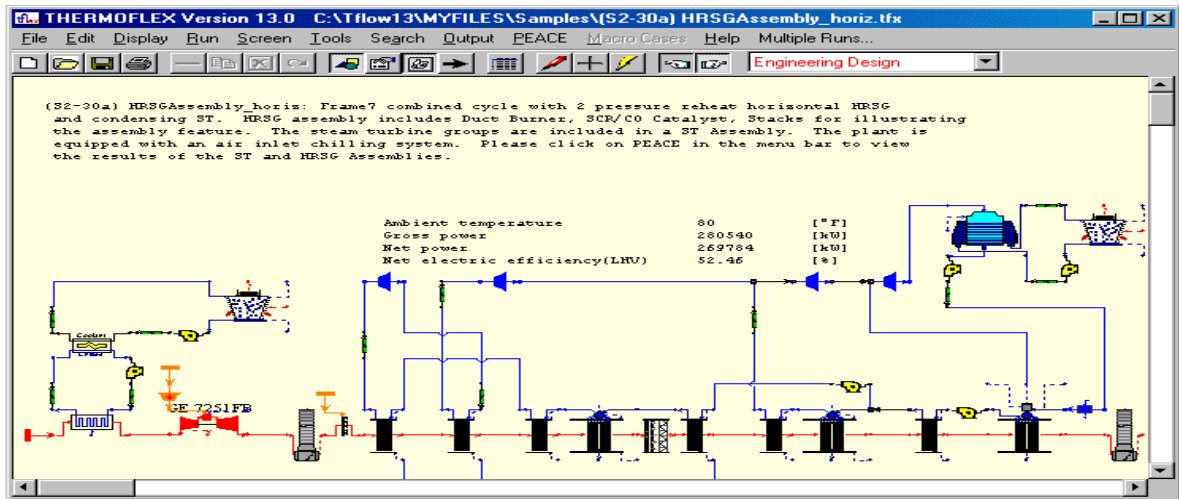 THERMOFLEX Version 13.0 C:\Tflow13\MYFILES\Samples\(S2-30a) HRSGAssembly_horiz.tfx
File Edit Display Run Screen Tools Search Output PEACE Macro Cases Help Multiple Runs...
Engineering Design
(S2-30a) HRSGAssembly_horis: Frame7 combined cycle with 2 pressure reheat horizontal HRSG
and condensing ST. HRSG assembly includes Duct Burner, SCR/CO Catalyst, Stacks for illustrating
the assembly feature. The steam turbine groups are included in a ST Assembly. The plant is
equipped with an air inlet chilling system. Please click on PEACE in the menu bar to view
the results of the ST and HRSG Assemblies.
Ambient temperature 80 [°F]
Gross power 280540 [kW]
Net power 269784 [kW]
Net electric efficiency(LHV) 52.46 [%]
GE 7251FB